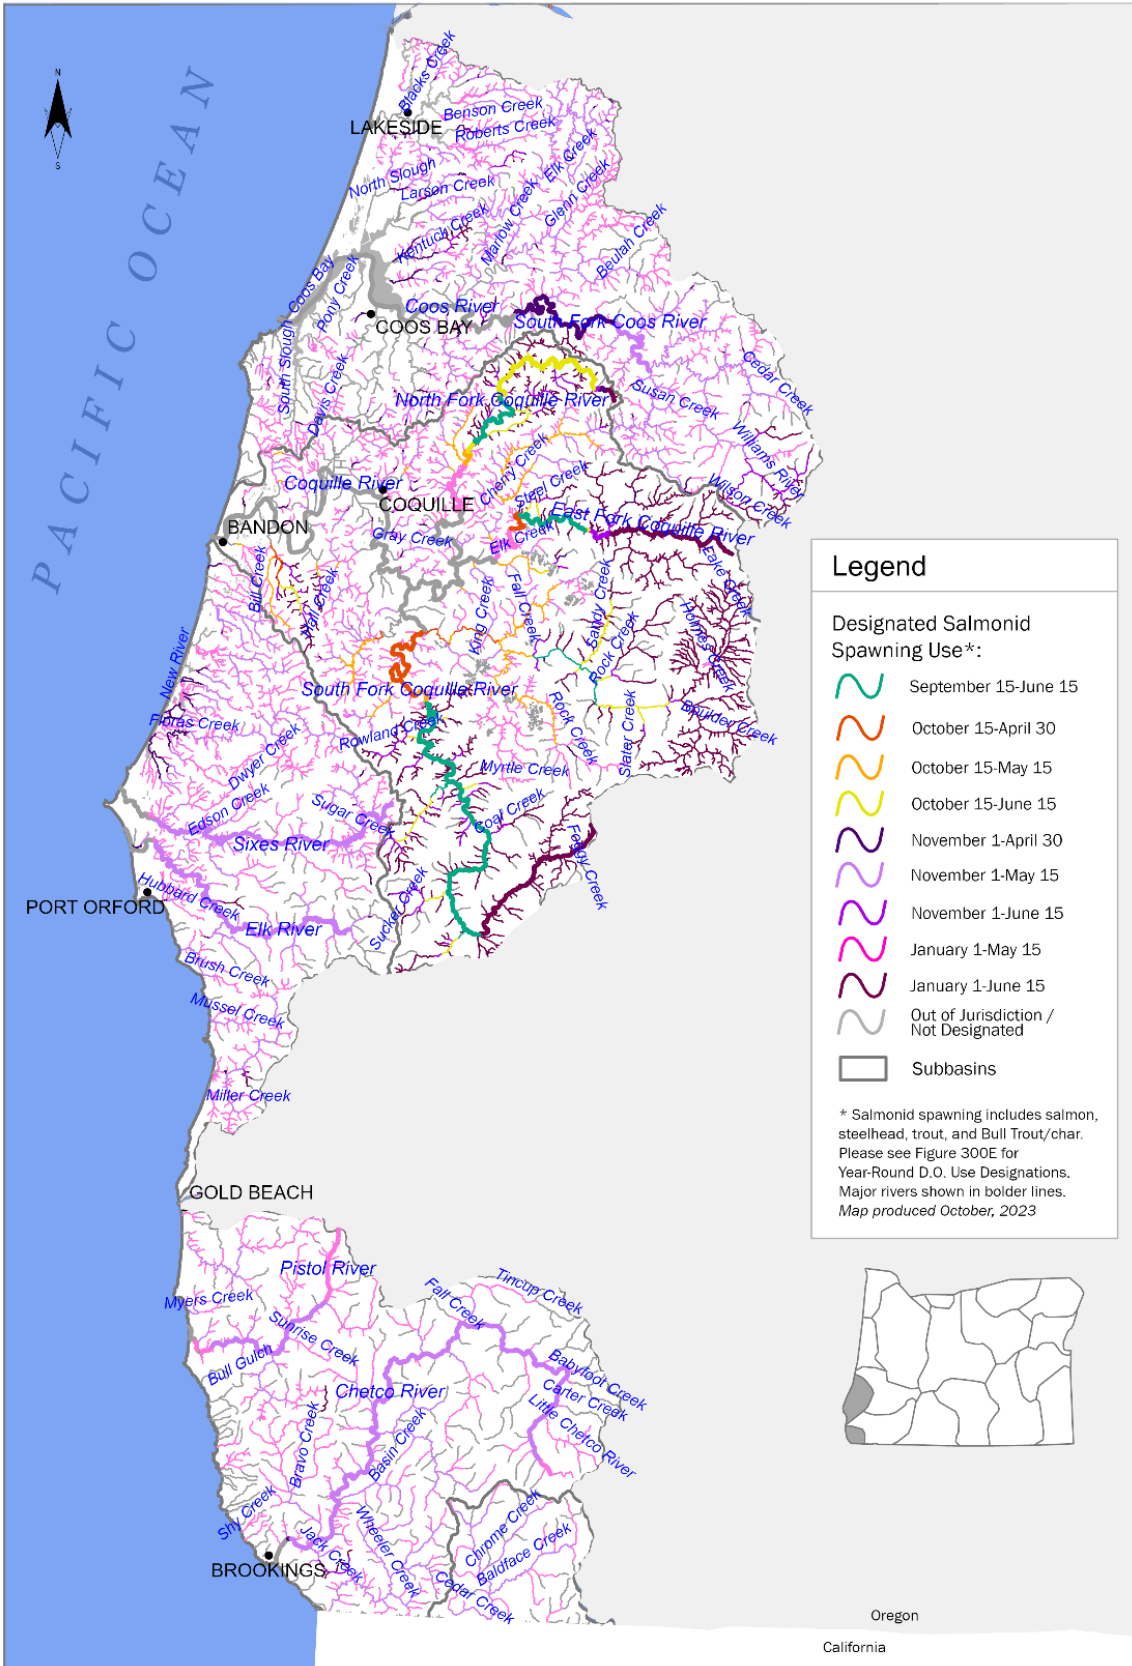 N
S
PACIFIC OCEAN
Blacks Creek
Benson Creek
LAKESIDE
Roberts Creek
Elk Creek
North Slough
Larson Creek
Glenn Creek
Kentuck Creek
Marlow Creek
Beulah Creek
Coos Bay
Pony Creek
Coos River
COOS BAY
South Fork Coos River
South Slough
Davis Creek
Cedar Creek
Susan Creek
North Fork Coquille River
Williams River
Cherry Creek
Steel Creek
Coquille River
COQUILLE
Wilson Creek
East Fork Coquille River
BANDON
Gray Creek
Elk Creek
Lake Creek
Bill Creek
Hall Creek
King Creek
Fall Creek
Sandy Creek
Rock Creek
Holmes Creek
New River
South Fork Coquille River
Floras Creek
Rowland Creek
Rock Creek
Slater Creek
Boulder Creek
Dwyer Creek
Myrtle Creek
Edson Creek
Sugar Creek
Coal Creek
Sixes River
Foggy Creek
Hubbard Creek
PORT ORFORD
Elk River
Sucker Creek
Brush Creek
Mussel Creek
Miller Creek
GOLD BEACH
Pistol River
Myers Creek
Sunrise Creek
Fall Creek
Tincup Creek
Bull Gulch
Chetco River
Babyfoot Creek
Carter Creek
Little Chetco River
Bravo Creek
Basin Creek
Shy Creek
Jack Creek
Wheeler Creek
Chrome Creek
Baldface Creek
BROOKINGS
Cedar Creek
Legend
Designated Salmonid
Spawning Use*:
September 15-June 15
October 15-April 30
October 15-May 15
October 15-June 15
November 1-April 30
November 1-May 15
November 1-June 15
January 1-May 15
January 1-June 15
Out of Jurisdiction /
Not Designated
Subbasins
* Salmonid spawning includes salmon,
steelhead, trout, and Bull Trout/char.
Please see Figure 300E for
Year-Round D.O. Use Designations.
Major rivers shown in bolder lines.
Map produced October, 2023
Oregon
California